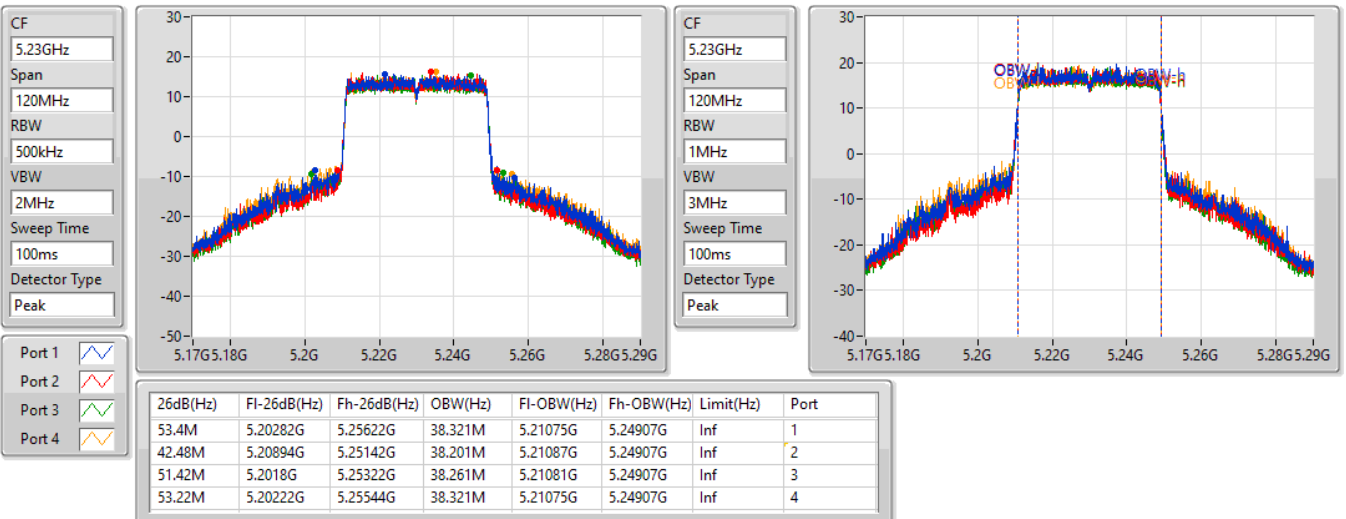 CF
5.23GHz
Span
120MHz
RBW
500kHz
VBW
2MHz
Sweep Time
100ms
Detector Type
Peak
30
20
10
0
-10
-20
-30
-40
-50
5.17G 5.18G 5.2G 5.22G 5.24G 5.26G 5.28G 5.29G
CF
5.23GHz
Span
120MHz
RBW
1MHz
VBW
3MHz
Sweep Time
100ms
Detector Type
Peak
30
20
10
0
-10
-20
-30
-40
OBW-h
5.17G 5.18G 5.2G 5.22G 5.24G 5.26G 5.28G 5.29G
Port 1
Port 2
Port 3
Port 4
26dB(Hz) Fl-26dB(Hz) Fh-26dB(Hz) OBW(Hz) Fl-OBW(Hz) Fh-OBW(Hz) Limit(Hz) Port
53.4M 5.20282G 5.25622G 38.321M 5.21075G 5.24907G Inf 1
42.48M 5.20894G 5.25142G 38.201M 5.21087G 5.24907G Inf 2
51.42M 5.2018G 5.25322G 38.261M 5.21081G 5.24907G Inf 3
53.22M 5.20222G 5.25544G 38.321M 5.21075G 5.24907G Inf 4